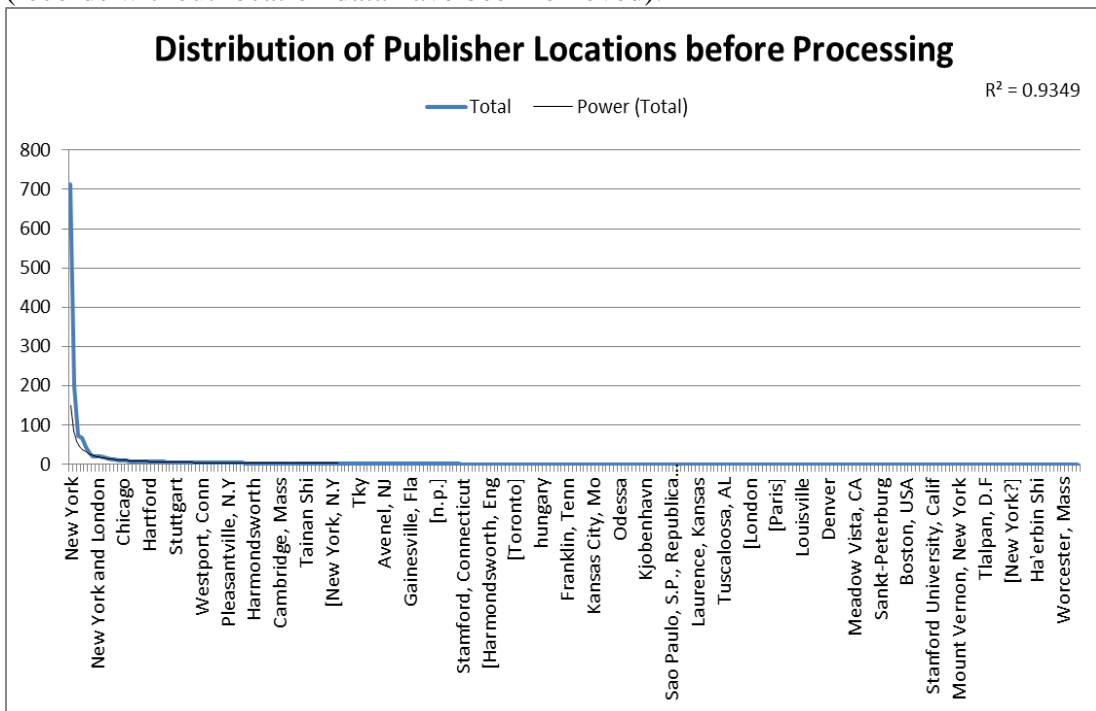 Distribution of Publisher Locations before Processing
R² = 0.9349
Total
Power (Total)
800
700
600
500
400
300
200
100
0
New York
New York and London
Chicago
Hartford
Stuttgart
Westport, Conn
Pleasantville, N.Y
Harmondsworth
Cambridge, Mass
Tainan Shi
[New York, N.Y
Tky
Avenel, NJ
Gainesville, Fla
[n.p.]
Stamford, Connecticut
[Harmondsworth, Eng
[Toronto]
hungary
Franklin, Tenn
Kansas City, Mo
Odessa
Kjobenhavn
Sao Paulo, S.P., Republica...
Laurence, Kansas
Tuscaloosa, AL
[London
[Paris]
Louisville
Denver
Meadow Vista, CA
Sankt-Peterburg
Boston, USA
Stanford University, Calif
Mount Vernon, New York
Tlalpan, D.F
[New York?]
Ha'erbin Shi
Worcester, Mass